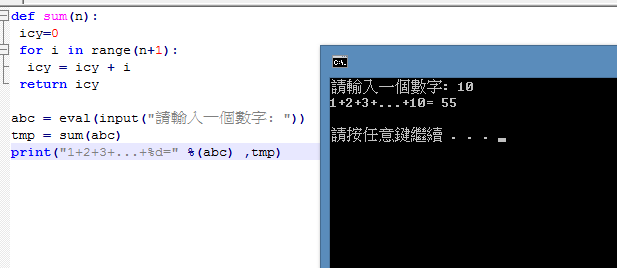 def sum(n):
 icy=0
 for i in range(n+1):
  icy = icy + i
 return icy
abc = eval(input("請輸入一個數字: "))
tmp = sum(abc)
print("1+2+3+...+%d=" %(abc) ,tmp)
C:\.
請輸入一個數字: 10
1+2+3+...+10= 55
請按任意鍵繼續 . . .